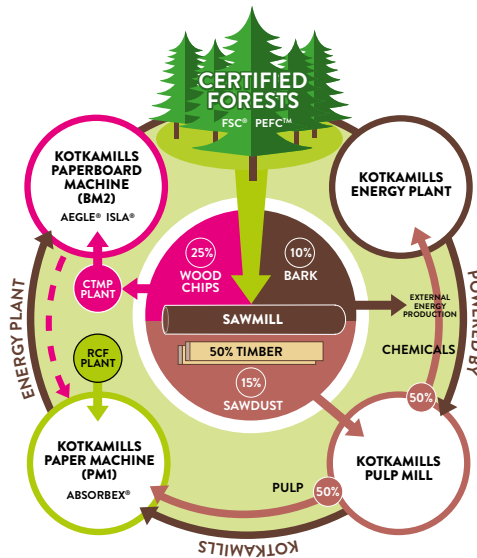 CERTIFIED
FORESTS
FSC® PEFC™
KOTKAMILLS
PAPERBOARD
MACHINE
(BM2)
AEGLE® ISLA®
KOTKAMILLS
ENERGY PLANT
25%
WOOD
CHIPS
10%
BARK
CTMP
PLANT
SAWMILL
EXTERNAL
ENERGY
PRODUCTION
POWERED BY
ENERGY PLANT
RCF
PLANT
50% TIMBER
CHEMICALS
15%
SAWDUST
50%
KOTKAMILLS
PAPER MACHINE
(PM1)
ABSORBEX®
KOTKAMILLS
PULP MILL
PULP
50%
KOTKAMILLS